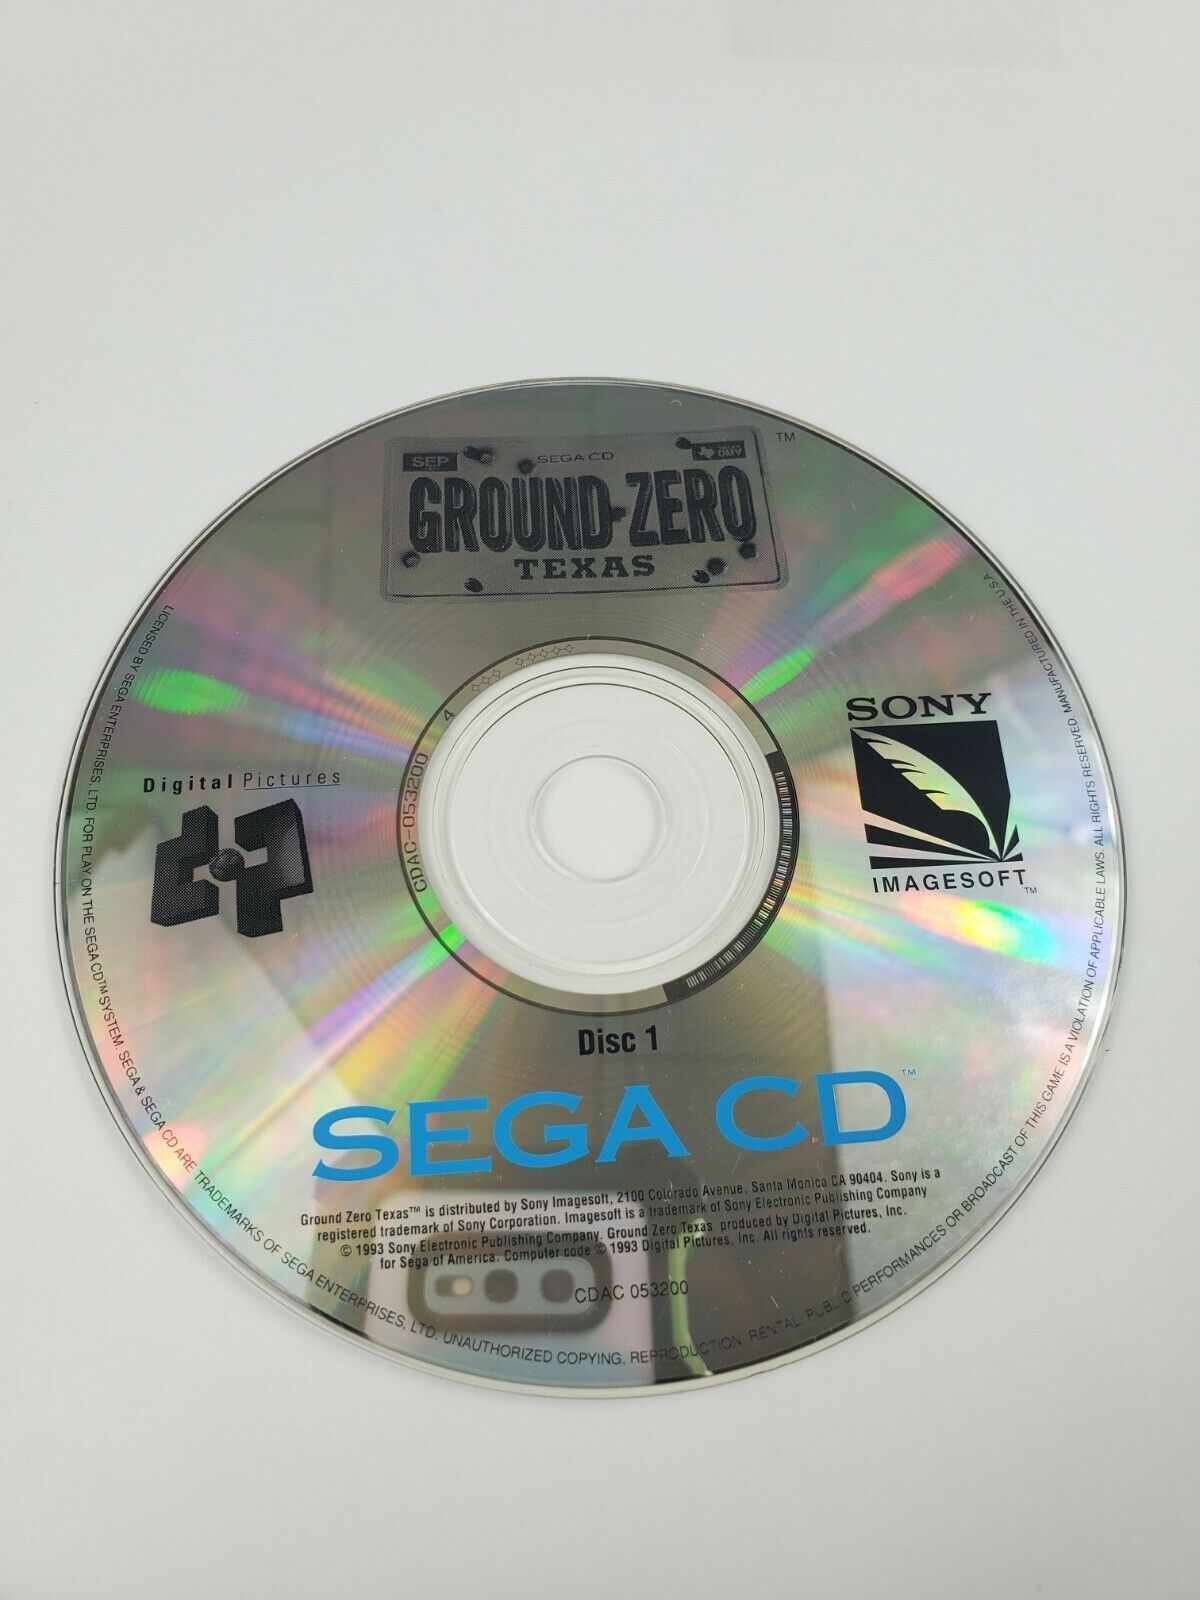 SEP
SEGA CD
DMV
GROUND ZERO
TEXAS
TM
SONY
IMAGESOFT™
Digital Pictures
CDAC-053200 4
Disc 1
SEGA CD™
Ground Zero Texas™ is distributed by Sony Imagesoft, 2100 Colorado Avenue, Santa Monica CA 90404. Sony is a
registered trademark of Sony Corporation. Imagesoft is a trademark of Sony Electronic Publishing Company
© 1993 Sony Electronic Publishing Company. Ground Zero Texas produced by Digital Pictures, Inc.
for Sega of America. Computer code © 1993 Digital Pictures, Inc. All rights reserved.
CDAC 053200
LICENSED BY SEGA ENTERPRISES, LTD. FOR PLAY ON THE SEGA CD™ SYSTEM. SEGA & SEGA CD ARE TRADEMARKS OF SEGA ENTERPRISES, LTD. UNAUTHORIZED COPYING, REPRODUCTION, RENTAL, PUBLIC PERFORMANCES OR BROADCAST OF THIS GAME IS A VIOLATION OF APPLICABLE LAWS. ALL RIGHTS RESERVED. MANUFACTURED IN THE U.S.A.